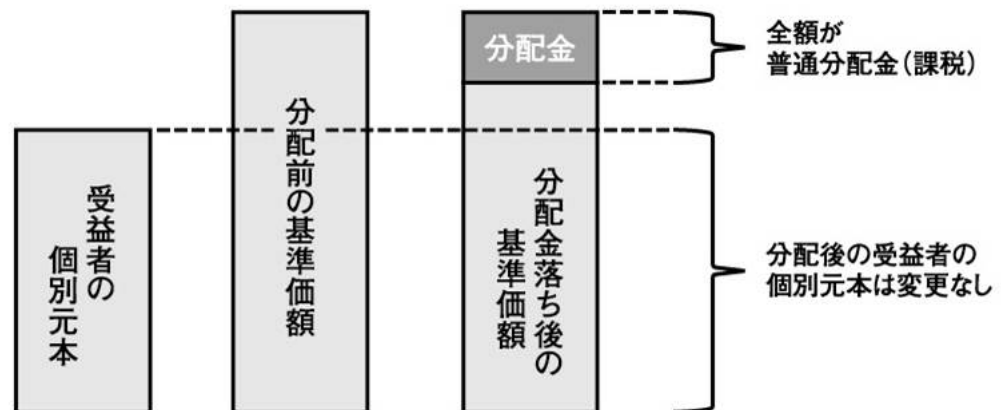 受益者の
個別元本
分配前の基準価額
分配金
分配金落ち後の
基準価額
全額が
普通分配金（課税）
分配後の受益者の
個別元本は変更なし